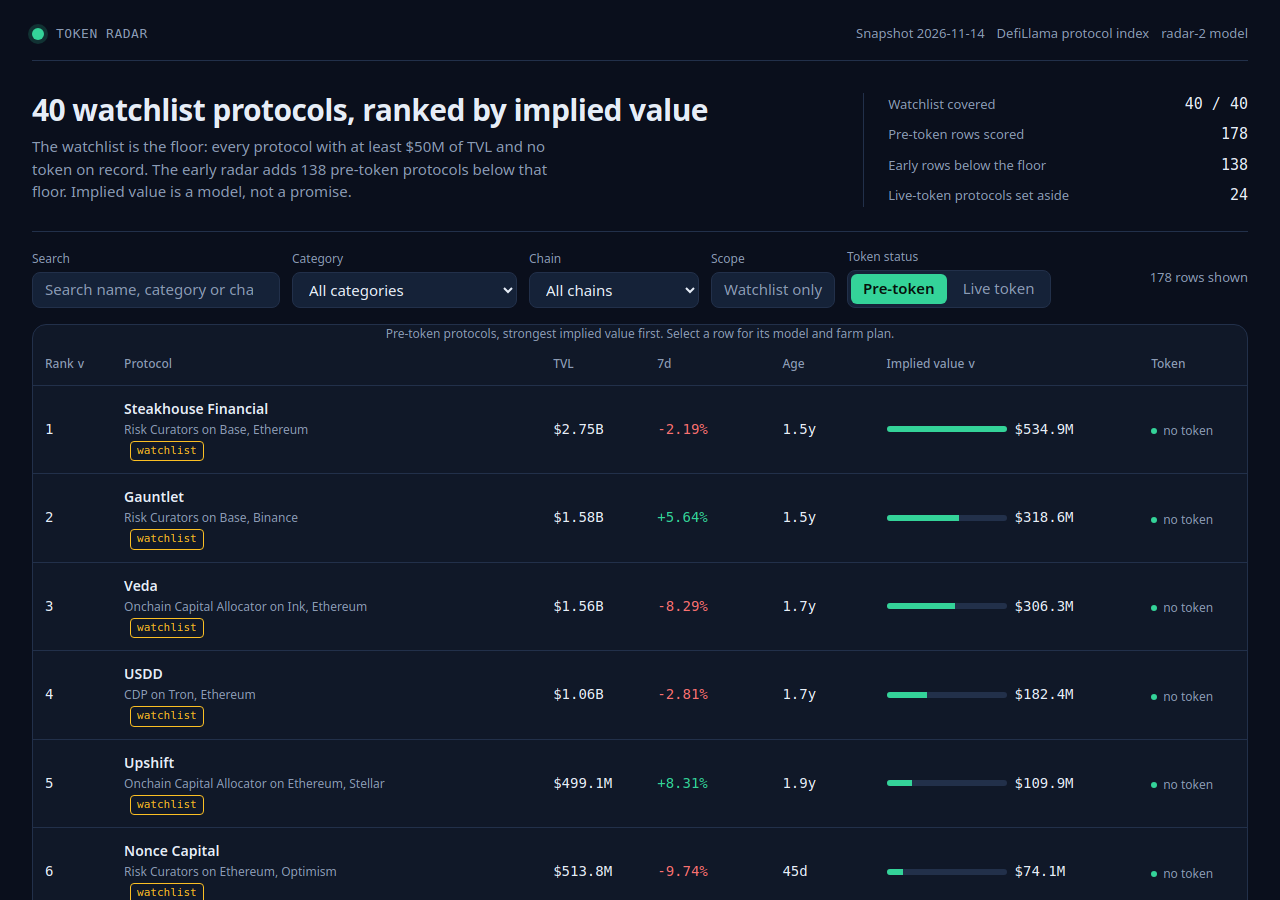 TOKEN RADAR
Snapshot 2026-11-14 DefiLlama protocol index radar-2 model
40 watchlist protocols, ranked by implied value
The watchlist is the floor: every protocol with at least $50M of TVL and no
token on record. The early radar adds 138 pre-token protocols below that
floor. Implied value is a model, not a promise.
Watchlist covered 40 / 40
Pre-token rows scored 178
Early rows below the floor 138
Live-token protocols set aside 24
Search Category Chain Scope Token status
Search name, category or cha All categories All chains Watchlist only Pre-token Live token 178 rows shown
Pre-token protocols, strongest implied value first. Select a row for its model and farm plan.
Rank v Protocol TVL 7d Age Implied value v Token
Steakhouse Financial
1 Risk Curators on Base, Ethereum $2.75B -2.19% 1.5y $534.9M no token
watchlist
Gauntlet
2 Risk Curators on Base, Binance $1.58B +5.64% 1.5y $318.6M no token
watchlist
Veda
3 Onchain Capital Allocator on Ink, Ethereum $1.56B -8.29% 1.7y $306.3M no token
watchlist
USDD
4 CDP on Tron, Ethereum $1.06B -2.81% 1.7y $182.4M no token
watchlist
Upshift
5 Onchain Capital Allocator on Ethereum, Stellar $499.1M +8.31% 1.9y $109.9M no token
watchlist
Nonce Capital
6 Risk Curators on Ethereum, Optimism $513.8M -9.74% 45d $74.1M no token
watchlist